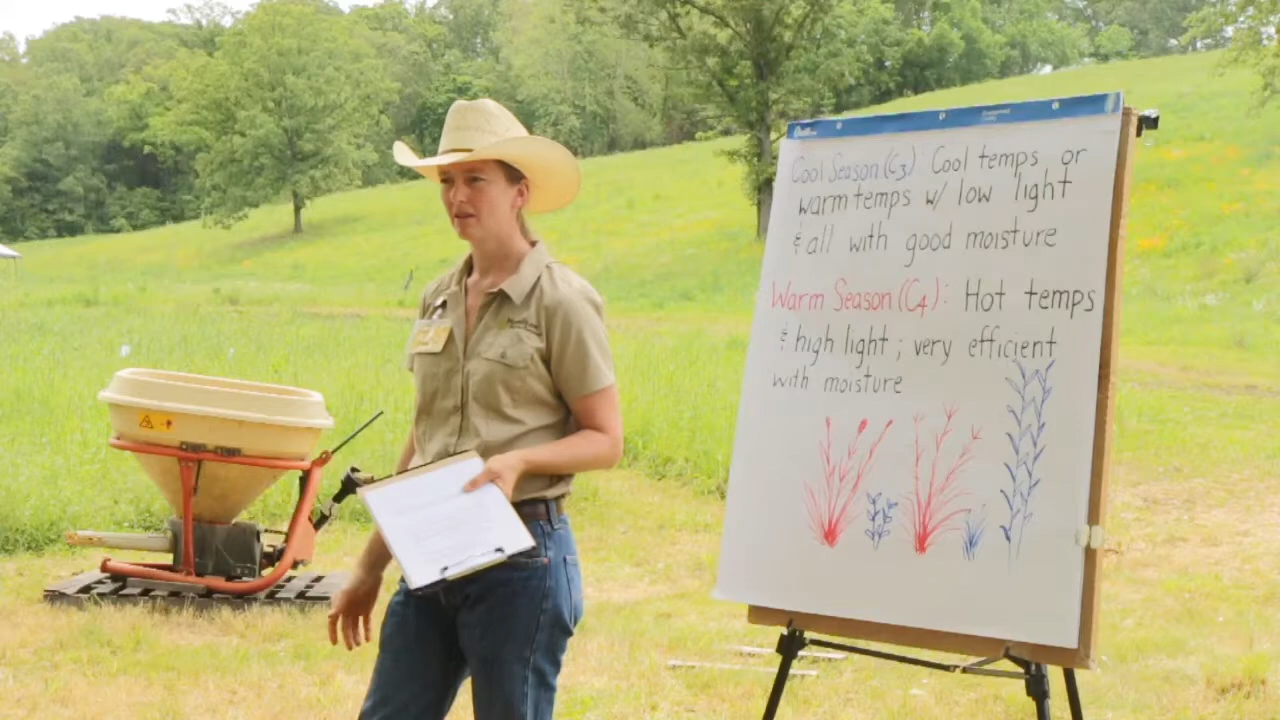 Cool Season (C3) Cool temps or
warm temps w/ low light
& all with good moisture
Warm Season (C4): Hot temps
& high light ; very efficient
with moisture